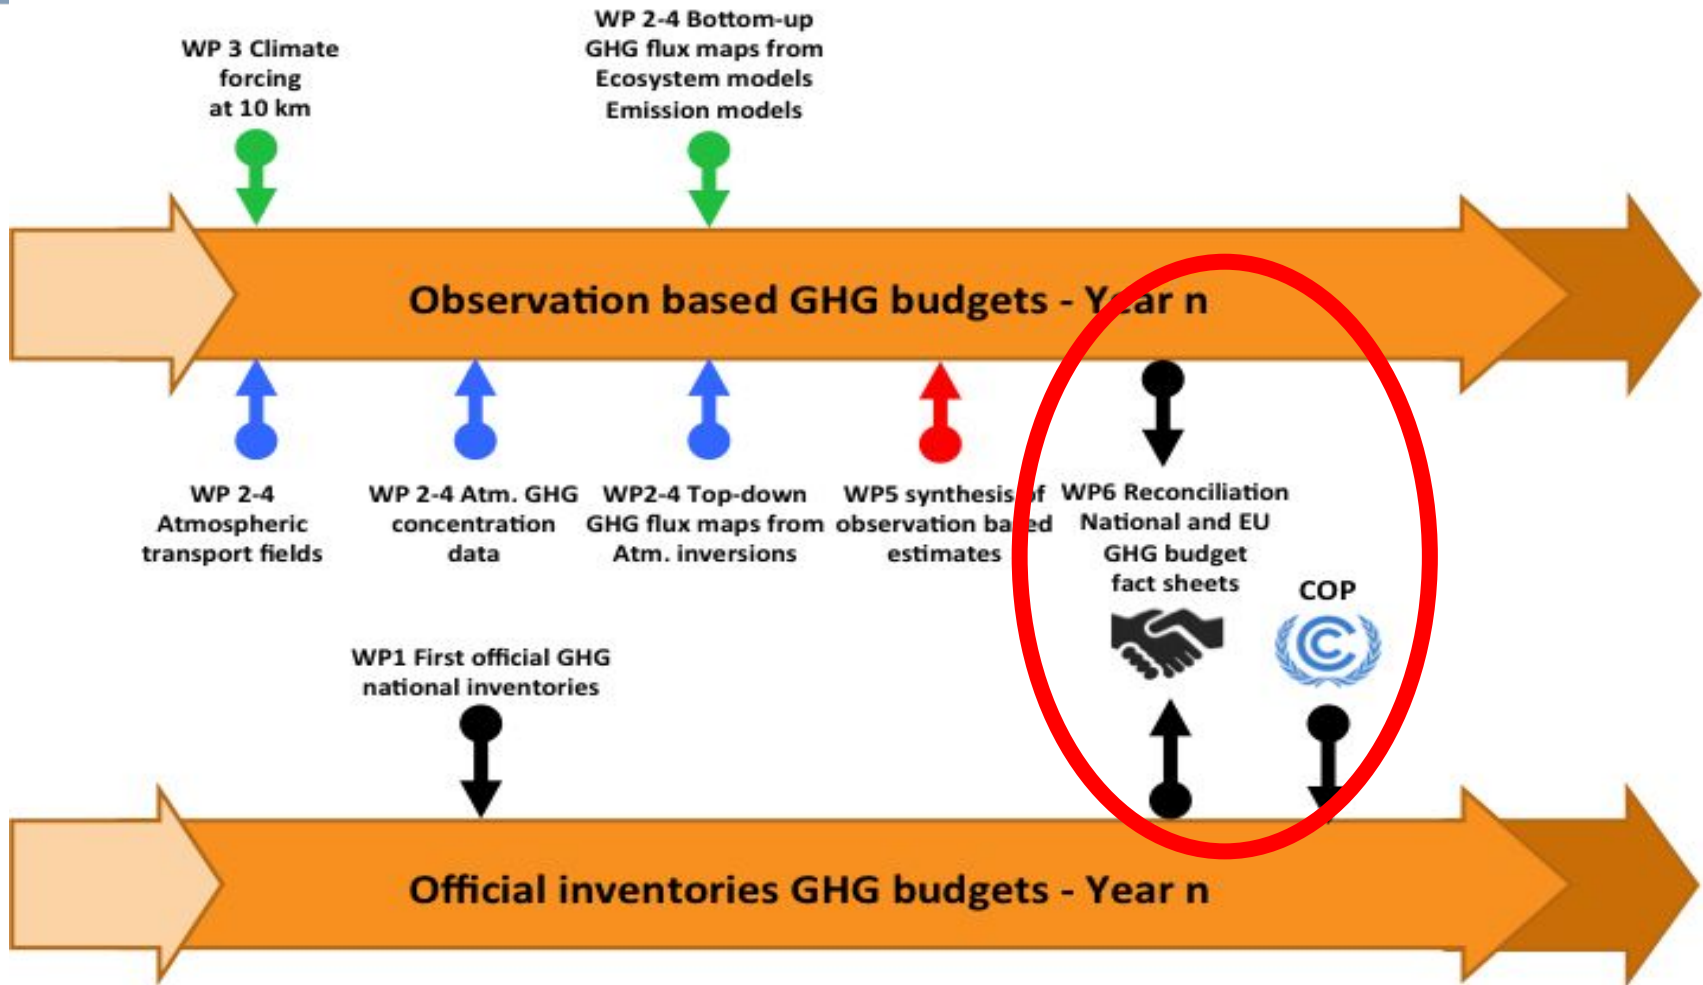 WP 3 Climate
forcing
at 10 km
WP 2-4 Bottom-up
GHG flux maps from
Ecosystem models
Emission models
Observation based GHG budgets - Year n
WP 2-4
Atmospheric
transport fields
WP 2-4 Atm. GHG
concentration
data
WP2-4 Top-down
GHG flux maps from
Atm. inversions
WP5 synthesis of
observation based
estimates
WP6 Reconciliation
National and EU
GHG budget
fact sheets
COP
WP1 First official GHG
national inventories
Official inventories GHG budgets - Year n